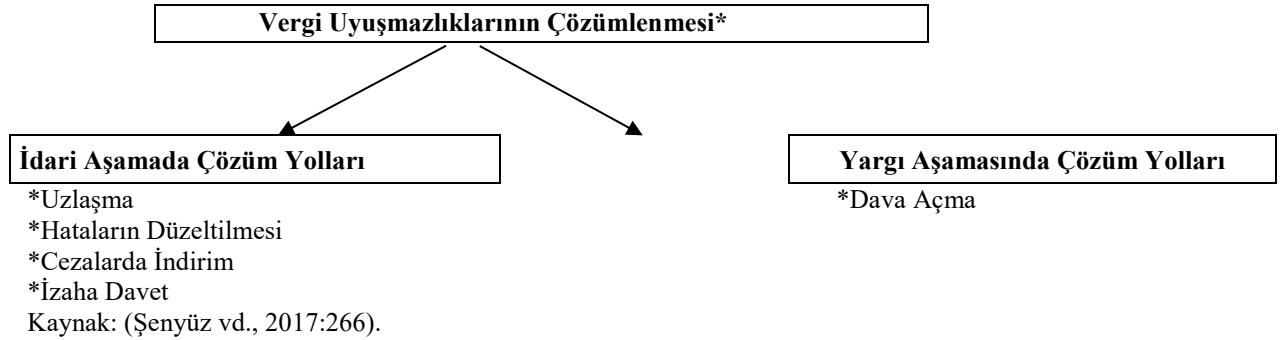 Vergi Uyuşmazlıklarının Çözümlenmesi*
İdari Aşamada Çözüm Yolları
*Uzlaşma
*Hataların Düzeltilmesi
*Cezalarda İndirim
*İzaha Davet
Kaynak: (Şenyüz vd., 2017:266).
Yargı Aşamasında Çözüm Yolları
*Dava Açma